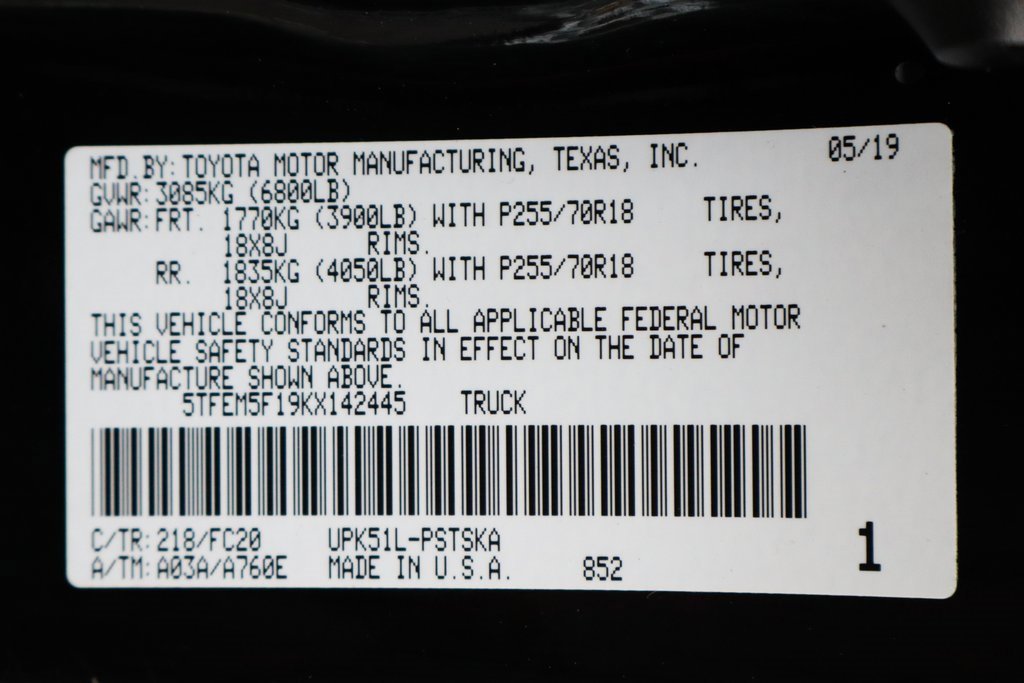 MFD.BY: TOYOTA MOTOR MANUFACTURING, TEXAS, INC. 05/19
GVWR: 3085KG (6800LB)
GAWR: FRT. 1770KG (3900LB) WITH P255/70R18 TIRES,
18X8J RIMS.
RR. 1835KG (4050LB) WITH P255/70R18 TIRES,
18X8J RIMS.
THIS VEHICLE CONFORMS TO ALL APPLICABLE FEDERAL MOTOR
VEHICLE SAFETY STANDARDS IN EFFECT ON THE DATE OF
MANUFACTURE SHOWN ABOVE.
5TFEM5F19KX142445 TRUCK
C/TR: 218/FC20 UPK51L-PSTSKA
A/TM: A03A/A760E MADE IN U.S.A. 852 1